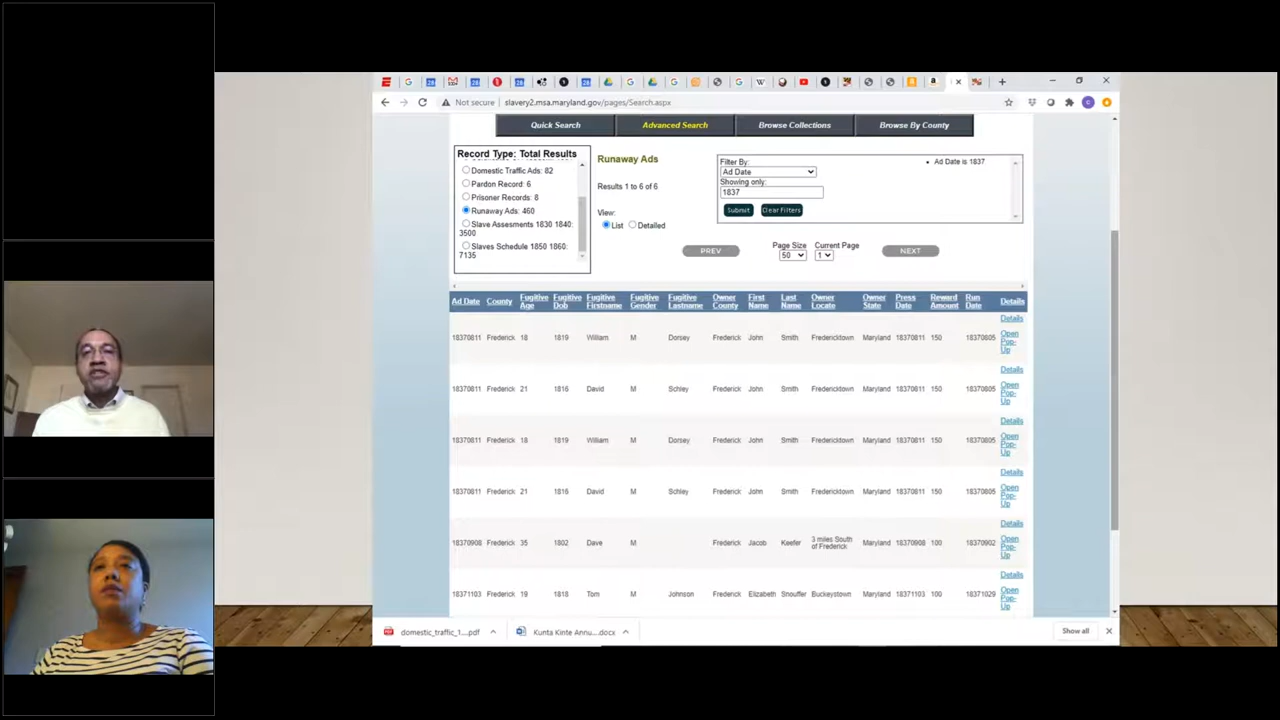 Not secure slavery2.msa.maryland.gov/pages/Search.aspx
Quick Search Advanced Search Browse Collections Browse By County
Record Type: Total Results
Domestic Traffic Ads: 82
Pardon Record: 6
Prisoner Records: 8
Runaway Ads: 460
Slave Assesments 1830 1840:
3500
Slaves Schedule 1850 1860:
7135
Runaway Ads
Results 1 to 6 of 6
View:
List Detailed
Filter By:
Ad Date
Showing only:
1837
Submit Clear Filters
Ad Date is 1837
PREV
Page Size
50
Current Page
1
NEXT
Ad Date County Fugitive Age Fugitive Dob Fugitive Firstname Fugitive Gender Fugitive Lastname Owner County First Name Last Name Owner Locate Owner State Press Date Reward Amount Run Date Details
18370811 Frederick 18 1819 William M Dorsey Frederick John Smith Fredericktown Maryland 18370811 150 18370805 Details Open Pop-Up
18370811 Frederick 21 1816 David M Schley Frederick John Smith Fredericktown Maryland 18370811 150 18370805 Details Open Pop-Up
18370811 Frederick 18 1819 William M Dorsey Frederick John Smith Fredericktown Maryland 18370811 150 18370805 Details Open Pop-Up
18370811 Frederick 21 1816 David M Schley Frederick John Smith Fredericktown Maryland 18370811 150 18370805 Details Open Pop-Up
18370908 Frederick 35 1802 Dave M Frederick Jacob Keefer 3 miles South of Frederick Maryland 18370908 100 18370902 Details Open Pop-Up
18371103 Frederick 19 1818 Tom M Johnson Frederick Elizabeth Snouffer Buckeystown Maryland 18371103 100 18371029 Details Open Pop-Up
domestic_traffic_1....pdf Kunta Kinte Annu....docx Show all